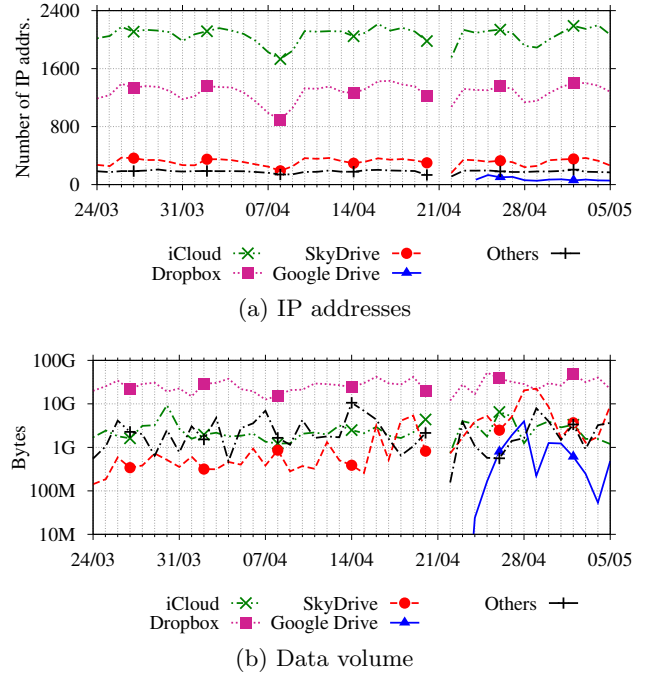 2400
1800
1200
800
400
0
Number of IP addrs.
24/03 31/03 07/04 14/04 21/04 28/04 05/05
iCloud SkyDrive Others
Dropbox Google Drive
(a) IP addresses
100G
10G
1G
100M
10M
Bytes
24/03 31/03 07/04 14/04 21/04 28/04 05/05
iCloud SkyDrive Others
Dropbox Google Drive
(b) Data volume